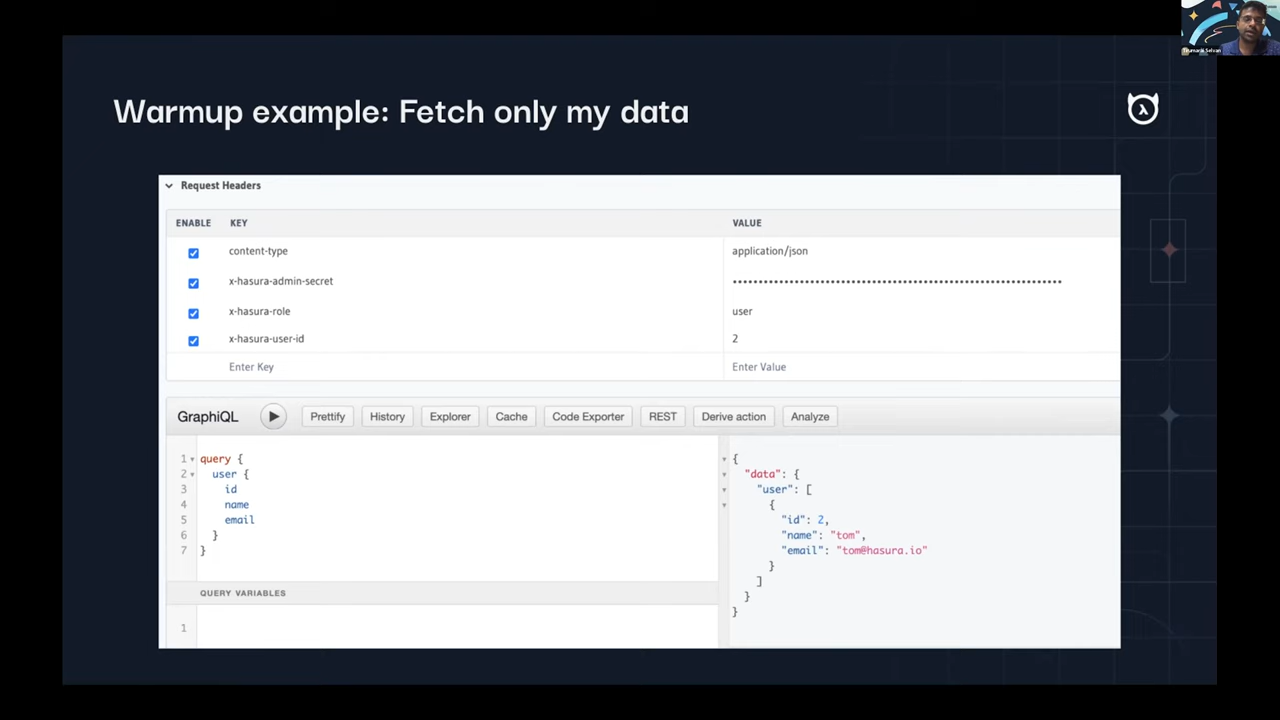 Tirumarai Selvan
Warmup example: Fetch only my data
Request Headers
ENABLE KEY VALUE
content-type application/json
x-hasura-admin-secret ••••••••••••••••••••••••••••••••••••••••••••••••••••••••••••••••
x-hasura-role user
x-hasura-user-id 2
Enter Key Enter Value
GraphiQL Prettify History Explorer Cache Code Exporter REST Derive action Analyze
1 query {
2 user {
3 id
4 name
5 email
6 }
7 }
QUERY VARIABLES
1
{
"data": {
"user": [
{
"id": 2,
"name": "tom",
"email": "tom@hasura.io"
}
]
}
}